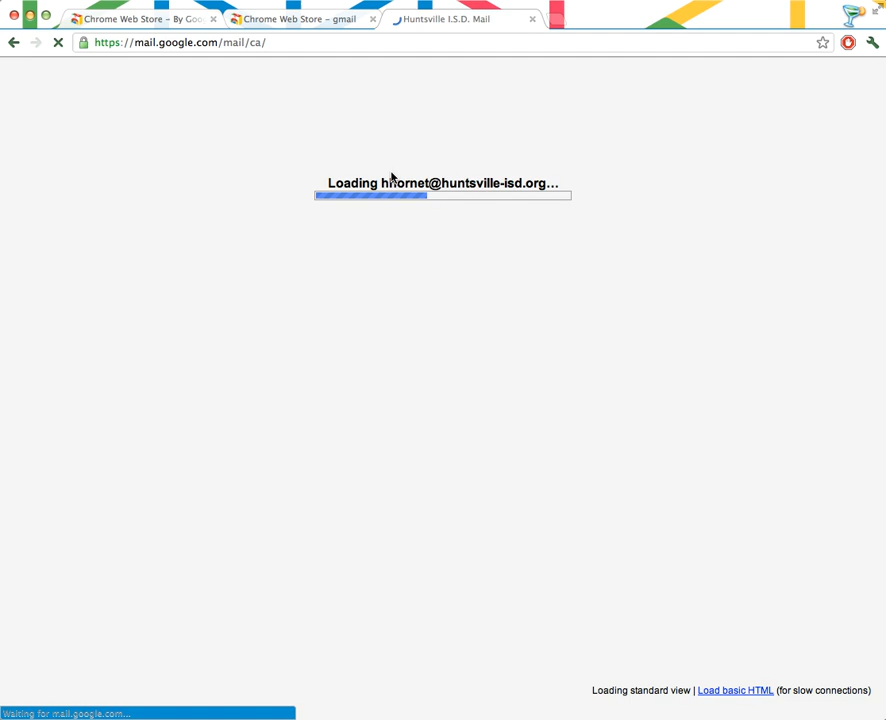 Chrome Web Store – By Goo
Chrome Web Store – gmail
Huntsville I.S.D. Mail
https://mail.google.com/mail/ca/
Loading hhornet@huntsville-isd.org...
Loading standard view | Load basic HTML (for slow connections)
Waiting for mail.google.com...